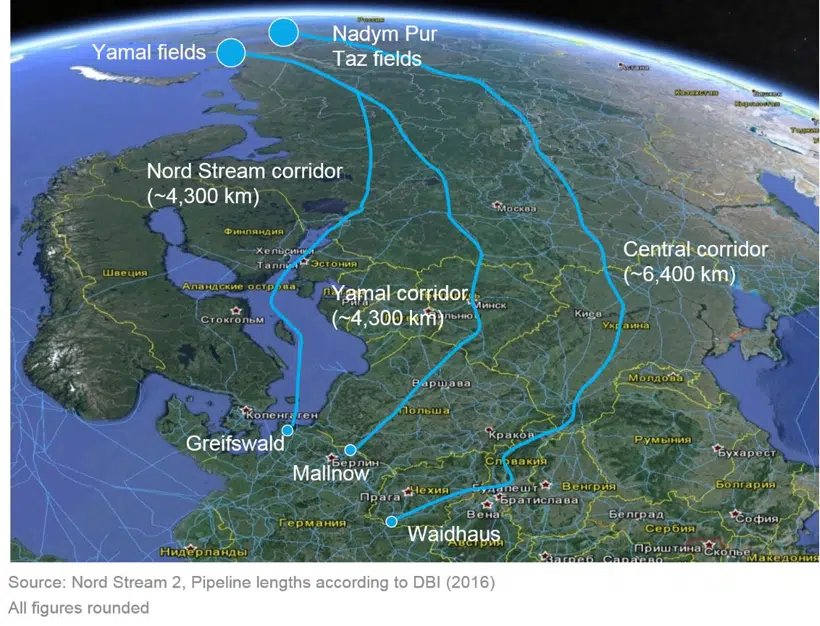 Россия
Nadym Pur
Taz fields
Yamal fields
Астана
Казахстан
Nord Stream corridor
(~4,300 km)
Москва
Финляндия
Хельсинки
Таллин
Эстония
Швеция
Аландские острова
Central corridor
(~6,400 km)
Yamal corridor
(~4,300 km)
Рига
Минск
Вильнюс
Стокгольм
Киев
Украина
Варшава
Молдова
Копенгаген
Польша
Greifswald
Краков
Румыния
Mallnow
Берлин
Словакия
Бухарест
Прага
Чехия
Будапешт
Венгрия
Болгария
Братислава
Вена
Германия
Waidhaus
Белград
София
Австрия
Сербия
Нидерланды
Загреб
Сараево
Приштина
Скопье
Македония
Source: Nord Stream 2, Pipeline lengths according to DBI (2016)
All figures rounded